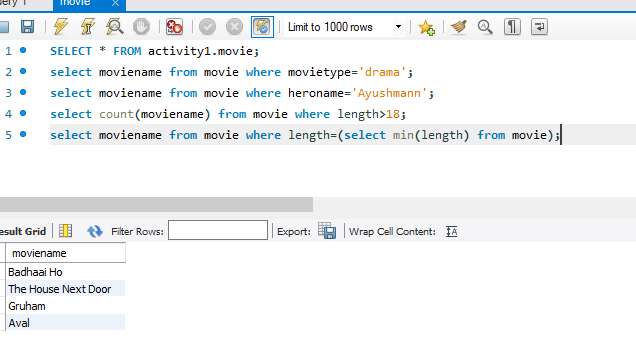 movie
Limit to 1000 rows
1 SELECT * FROM activity1.movie;
2 select moviename from movie where movietype='drama';
3 select moviename from movie where heroname='Ayushmann';
4 select count(moviename) from movie where length>18;
5 select moviename from movie where length=(select min(length) from movie);
esult Grid Filter Rows: Export: Wrap Cell Content:
moviename
Badhaai Ho
The House Next Door
Gruham
Aval